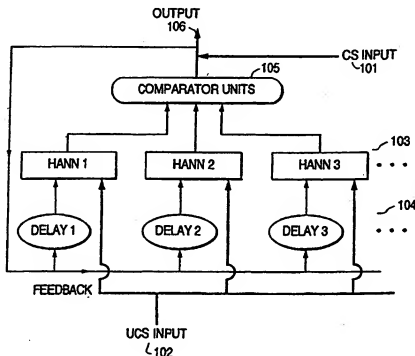 OUTPUT
106
CS INPUT
101
105
COMPARATOR UNITS
103
HANN 1
HANN 2
HANN 3
104
DELAY 1
DELAY 2
DELAY 3
FEEDBACK
UCS INPUT
102